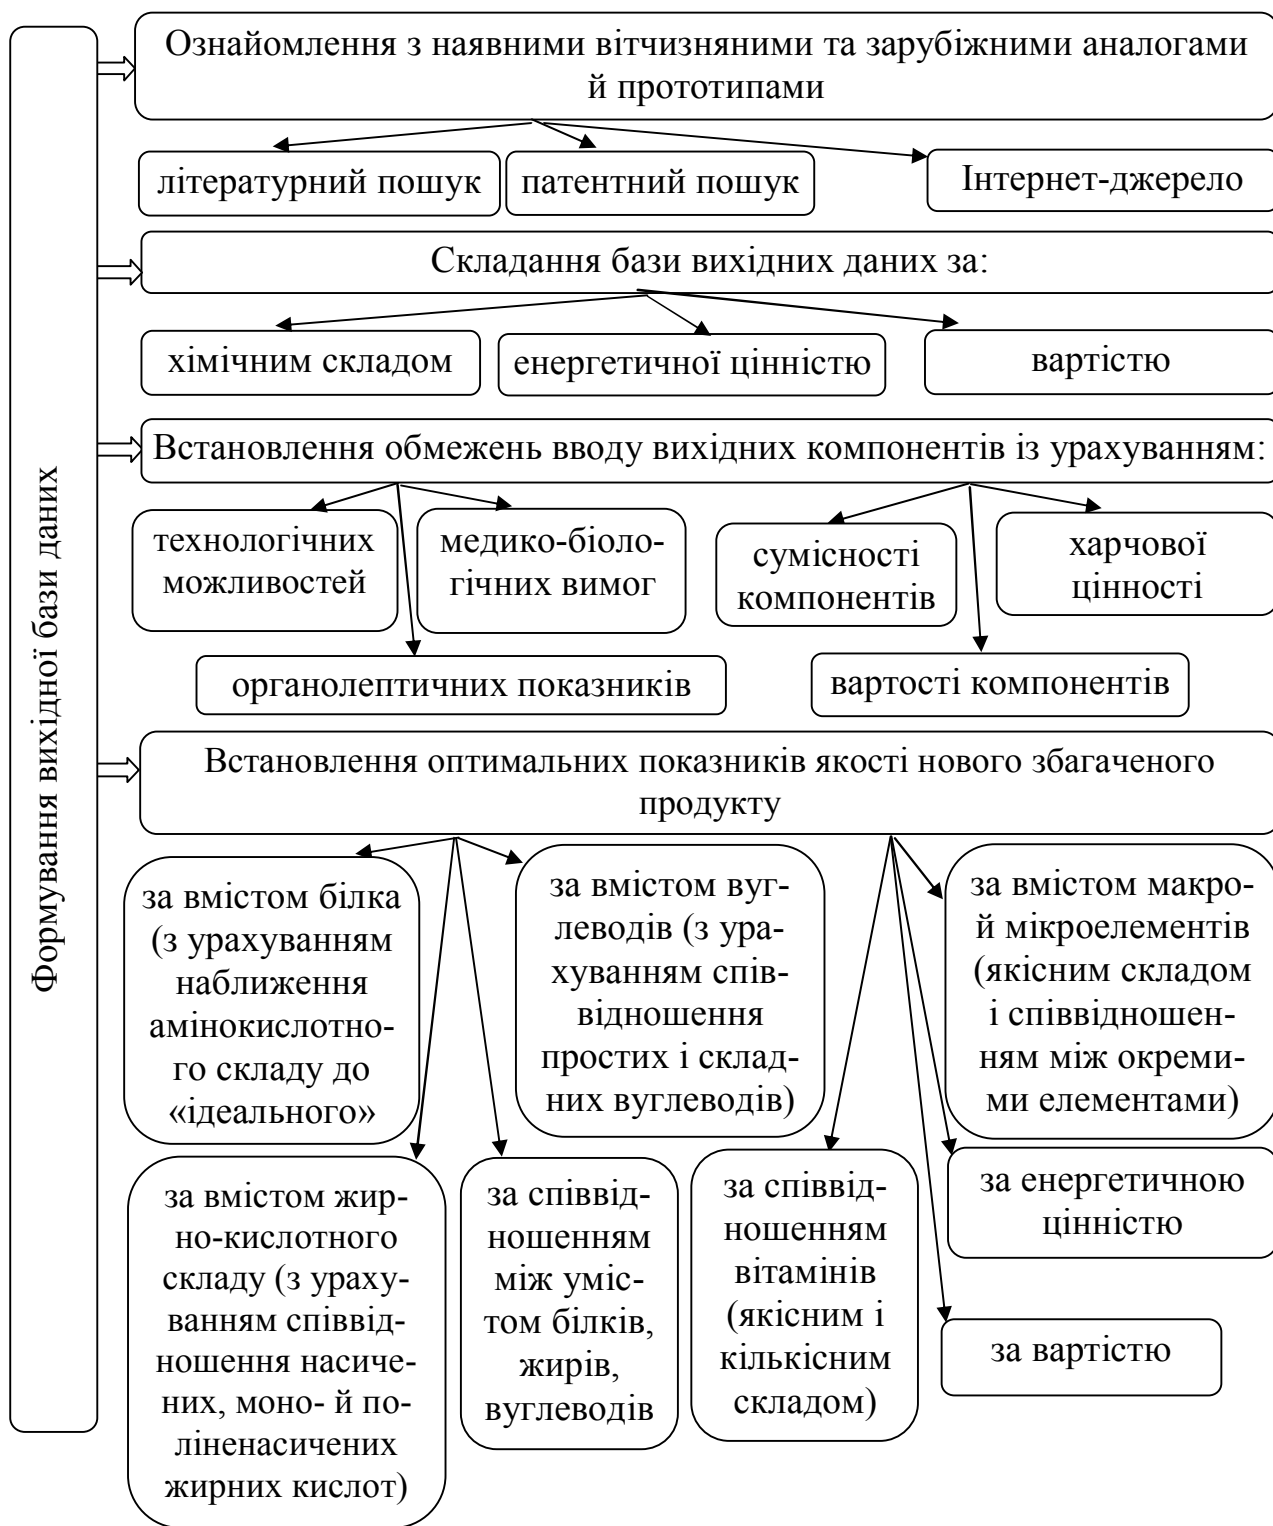 Формування вихідної бази даних
Ознайомлення з наявними вітчизняними та зарубіжними аналогами
й прототипами
літературний пошук
патентний пошук
Інтернет-джерело
Складання бази вихідних даних за:
хімічним складом
енергетичної цінністю
вартістю
Встановлення обмежень вводу вихідних компонентів із урахуванням:
технологічних
можливостей
медико-біоло-
гічних вимог
сумісності
компонентів
харчової
цінності
органолептичних показників
вартості компонентів
Встановлення оптимальних показників якості нового збагаченого
продукту
за вмістом білка
(з урахуванням
наближення
амінокислотно-
го складу до
«ідеального»
за вмістом вуг-
леводів (з ура-
хуванням спів-
відношення
простих і склад-
них вуглеводів)
за вмістом макро-
й мікроелементів
(якісним складом
і співвідношен-
ням між окреми-
ми елементами)
за вмістом жир-
но-кислотного
складу (з ураху-
ванням співвід-
ношення насиче-
них, моно- й по-
ліненасичених
жирних кислот)
за співвід-
ношенням
між уміс-
том білків,
жирів,
вуглеводів
за співвід-
ношенням
вітамінів
(якісним і
кількісним
складом)
за енергетичною
цінністю
за вартістю